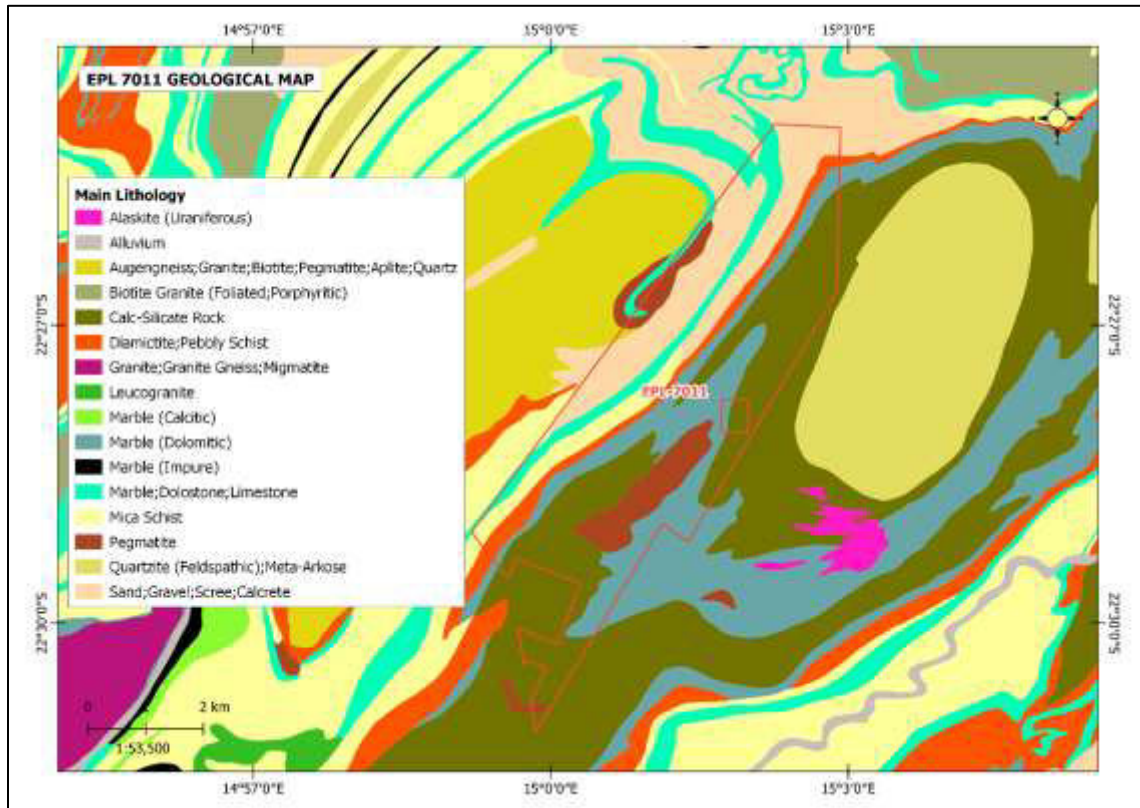 14°57'0"E 15°0'0"E 15°3'0"E
EPL 7011 GEOLOGICAL MAP
Main Lithology
Alaskite (Uraniferous)
Alluvium
Augengneiss;Granite;Biotite;Pegmatite;Aplite;Quartz
Biotite Granite (Foliated;Porphyritic)
Calc-Silicate Rock
Diamictite;Pebbly Schist
Granite;Granite Gneiss;Migmatite
Leucogranite
Marble (Calcitic)
Marble (Dolomitic)
Marble (Impure)
Marble;Dolostone;Limestone
Mica Schist
Pegmatite
Quartzite (Feldspathic);Meta-Arkose
Sand;Gravel;Scree;Calcrete
22°27'0"S
22°27'0"S
EPL-7011
22°30'0"S
22°30'0"S
0 2 km
1:53,500
14°57'0"E 15°0'0"E 15°3'0"E